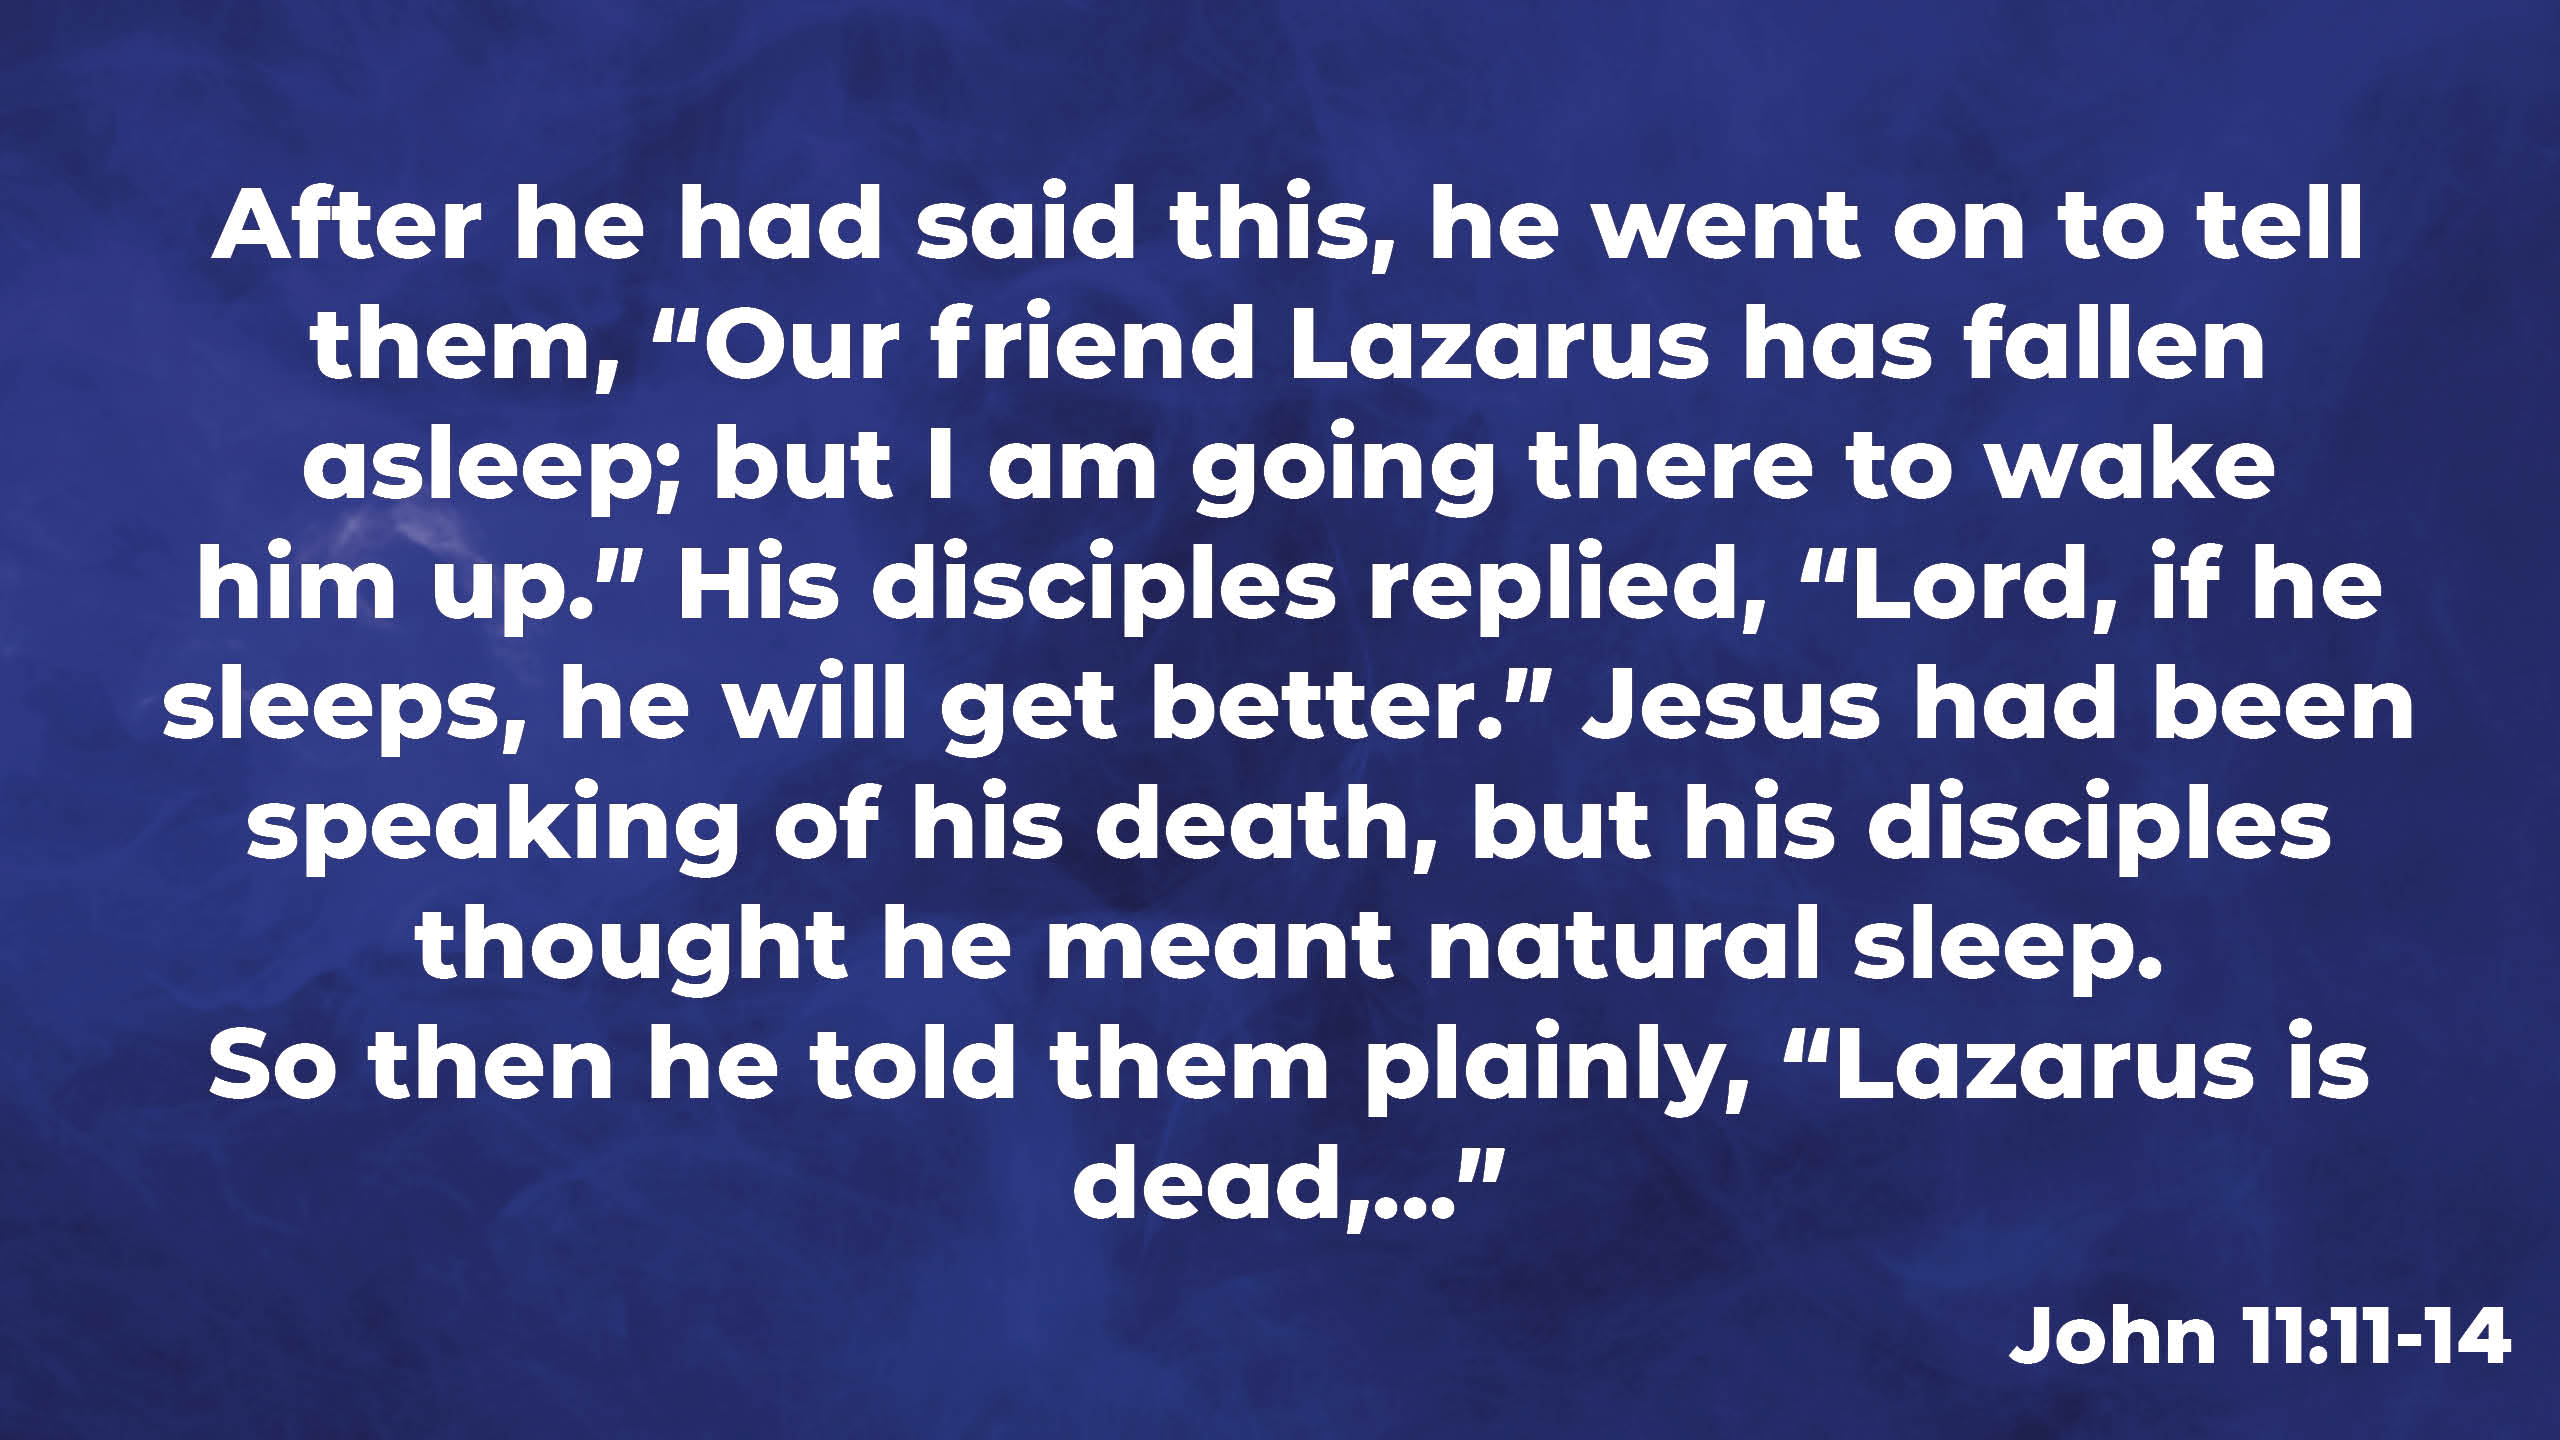 After he had said this, he went on to tell
them, “Our friend Lazarus has fallen
asleep; but I am going there to wake
him up.” His disciples replied, “Lord, if he
sleeps, he will get better.” Jesus had been
speaking of his death, but his disciples
thought he meant natural sleep.
So then he told them plainly, “Lazarus is
dead,...”
John 11:11-14